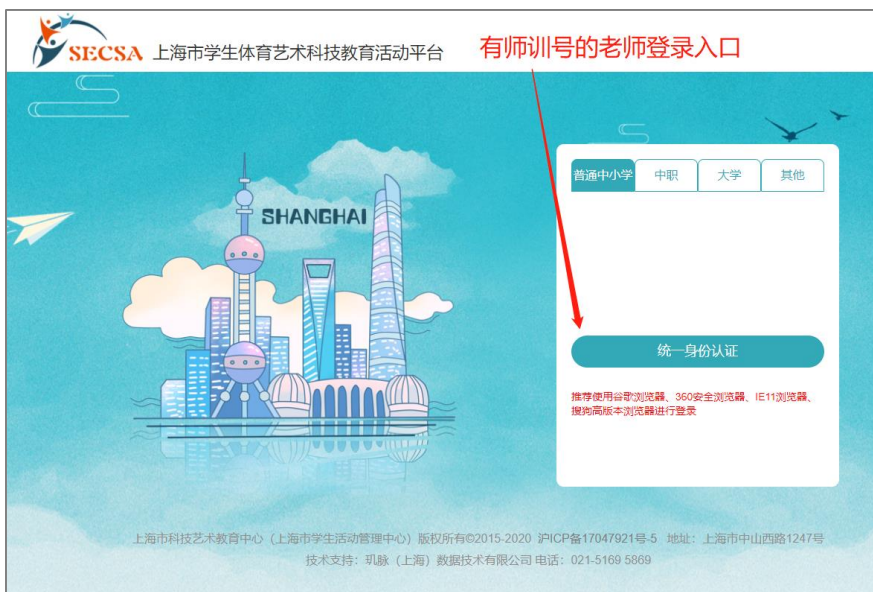 SECSA 上海市学生体育艺术科技教育活动平台
有师训号的老师登录入口
SHANGHAI
普通中小学 中职 大学 其他
统一身份认证
推荐使用谷歌浏览器、360安全浏览器、IE11浏览器、
搜狗高版本浏览器进行登录
上海市科技艺术教育中心（上海市学生活动管理中心）版权所有©2015-2020 沪ICP备17047921号-5 地址：上海市中山西路1247号
技术支持：玑脉（上海）数据技术有限公司 电话：021-5169 5869